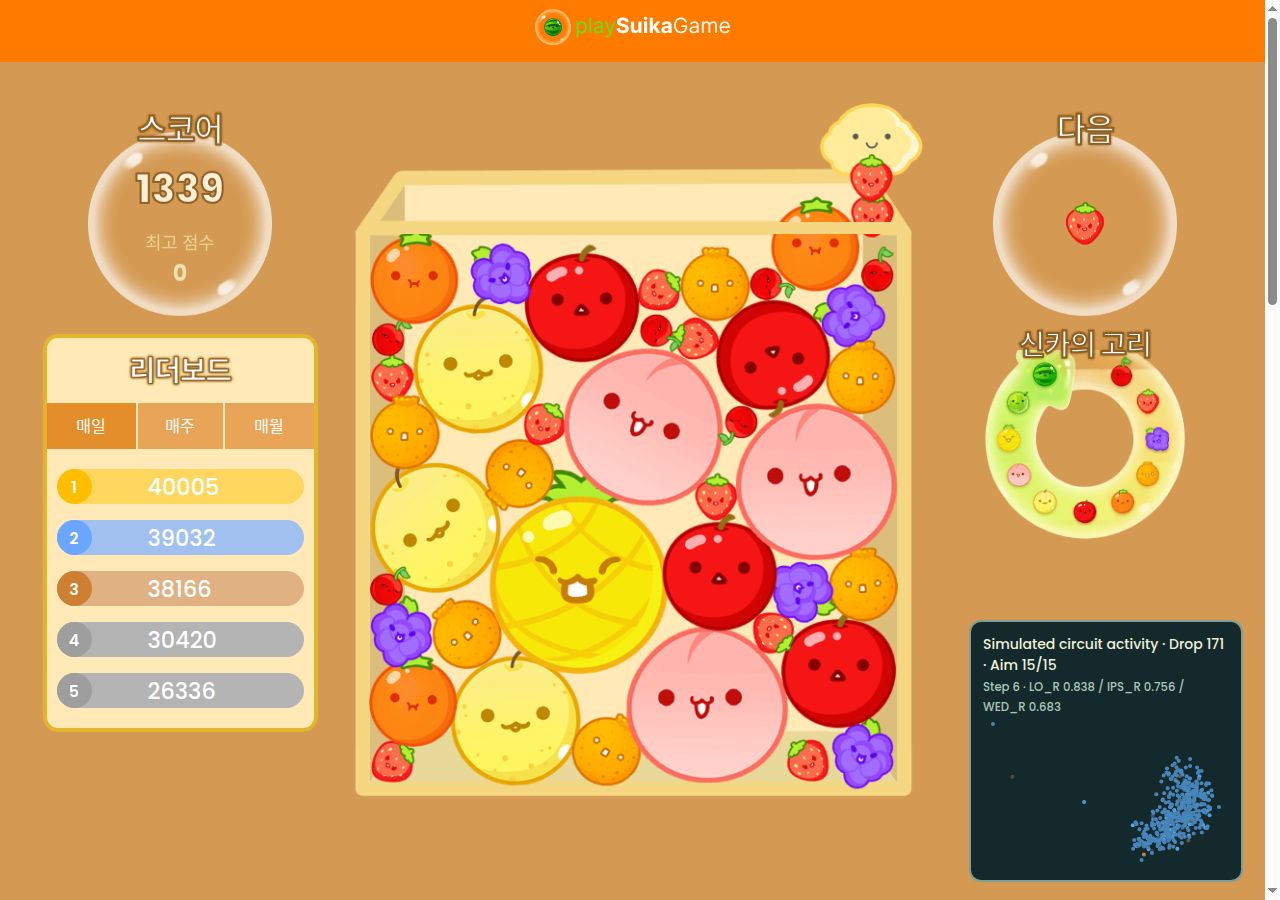 playSuikaGame
스코어
1339
최고 점수
0
리더보드
매일 매주 매월
1 40005
2 39032
3 38166
4 30420
5 26336
다음
신카의 고리
Simulated circuit activity · Drop 171
· Aim 15/15
Step 6 · LO_R 0.838 / IPS_R 0.756 /
WED_R 0.683